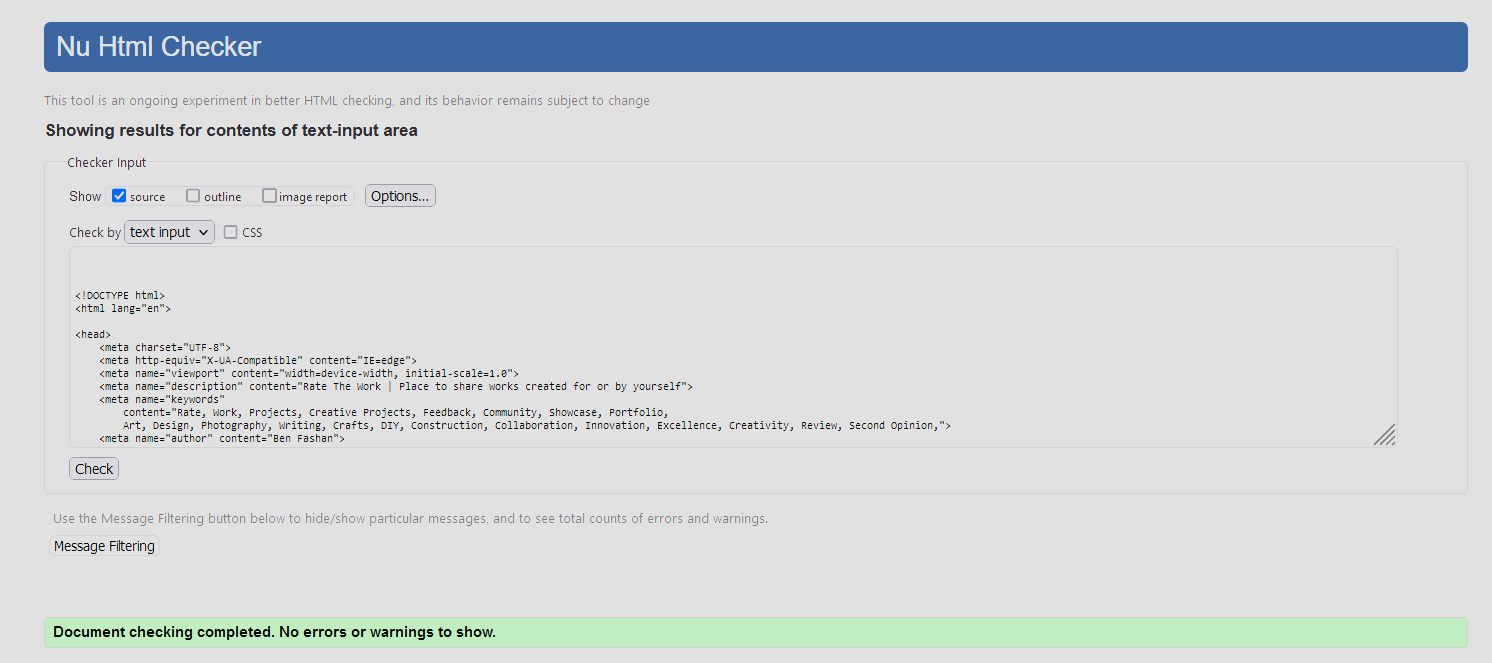 Nu Html Checker
This tool is an ongoing experiment in better HTML checking, and its behavior remains subject to change
Showing results for contents of text-input area
Checker Input
Show source outline image report Options...
Check by text input CSS
<!DOCTYPE html>
<html lang="en">
<head>
<meta charset="UTF-8">
<meta http-equiv="X-UA-Compatible" content="IE=edge">
<meta name="viewport" content="width=device-width, initial-scale=1.0">
<meta name="description" content="Rate The Work | Place to share works created for or by yourself">
<meta name="keywords"
content="Rate, Work, Projects, Creative Projects, Feedback, Community, Showcase, Portfolio,
Art, Design, Photography, Writing, Crafts, DIY, Construction, Collaboration, Innovation, Excellence, Creativity, Review, Second Opinion,">
<meta name="author" content="Ben Fashan">
Check
Use the Message Filtering button below to hide/show particular messages, and to see total counts of errors and warnings.
Message Filtering
Document checking completed. No errors or warnings to show.